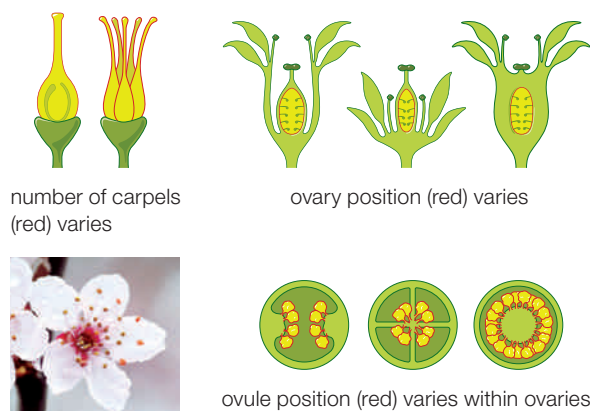 number of carpels
(red) varies
ovary position (red) varies
ovule position (red) varies within ovaries